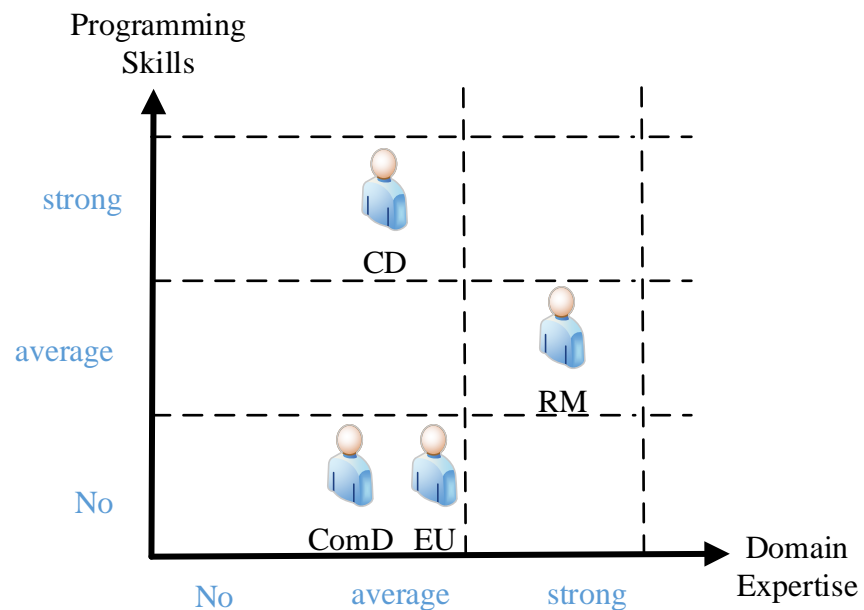 Programming
Skills
strong
CD
average
RM
No
ComD EU
Domain
Expertise
No average strong